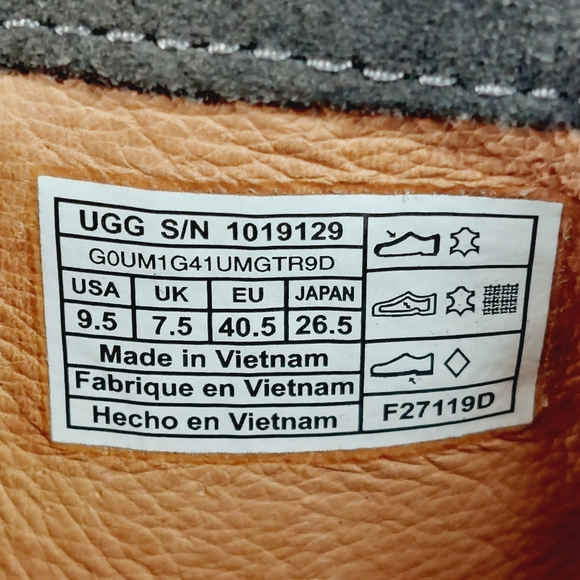 UGG S/N 1019129
G0UM1G41UMGTR9D
USA UK EU JAPAN
9.5 7.5 40.5 26.5
Made in Vietnam
Fabrique en Vietnam
Hecho en Vietnam
F27119D